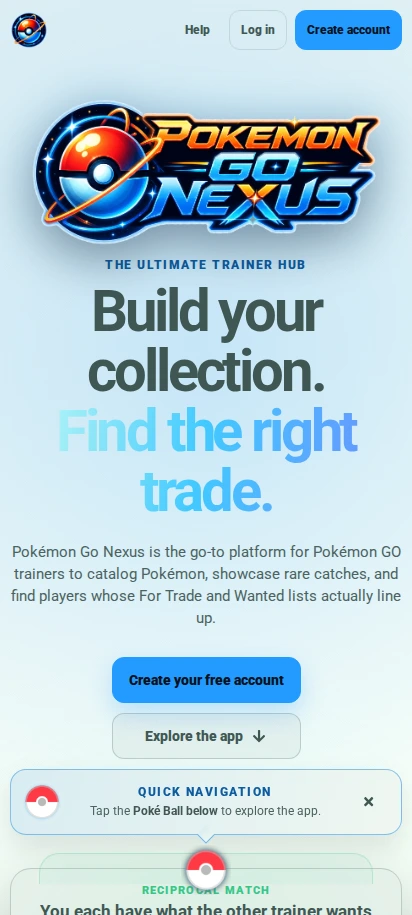 Help
Log in
Create account
POKEMON
GO
NEXUS
THE ULTIMATE TRAINER HUB
Build your
collection.
Find the right
trade.
Pokémon Go Nexus is the go-to platform for Pokémon GO
trainers to catalog Pokémon, showcase rare catches, and
find players whose For Trade and Wanted lists actually line
up.
Create your free account
Explore the app ↓
QUICK NAVIGATION
Tap the Poké Ball below to explore the app.
×
RECIPROCAL MATCH
You each have what the other trainer wants